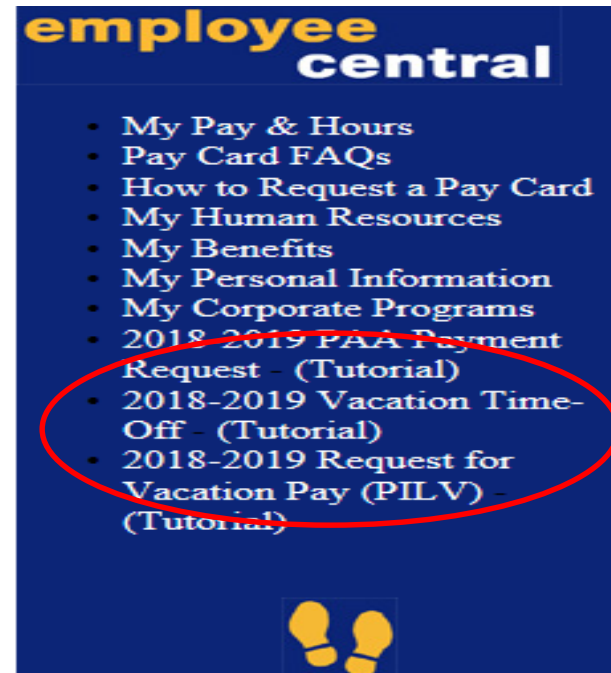 employee
central
My Pay & Hours
Pay Card FAQs
How to Request a Pay Card
My Human Resources
My Benefits
My Personal Information
My Corporate Programs
2018-2019 PAA Payment
Request - (Tutorial)
2018-2019 Vacation Time-
Off - (Tutorial)
2018-2019 Request for
Vacation Pay (PILV) -
(Tutorial)